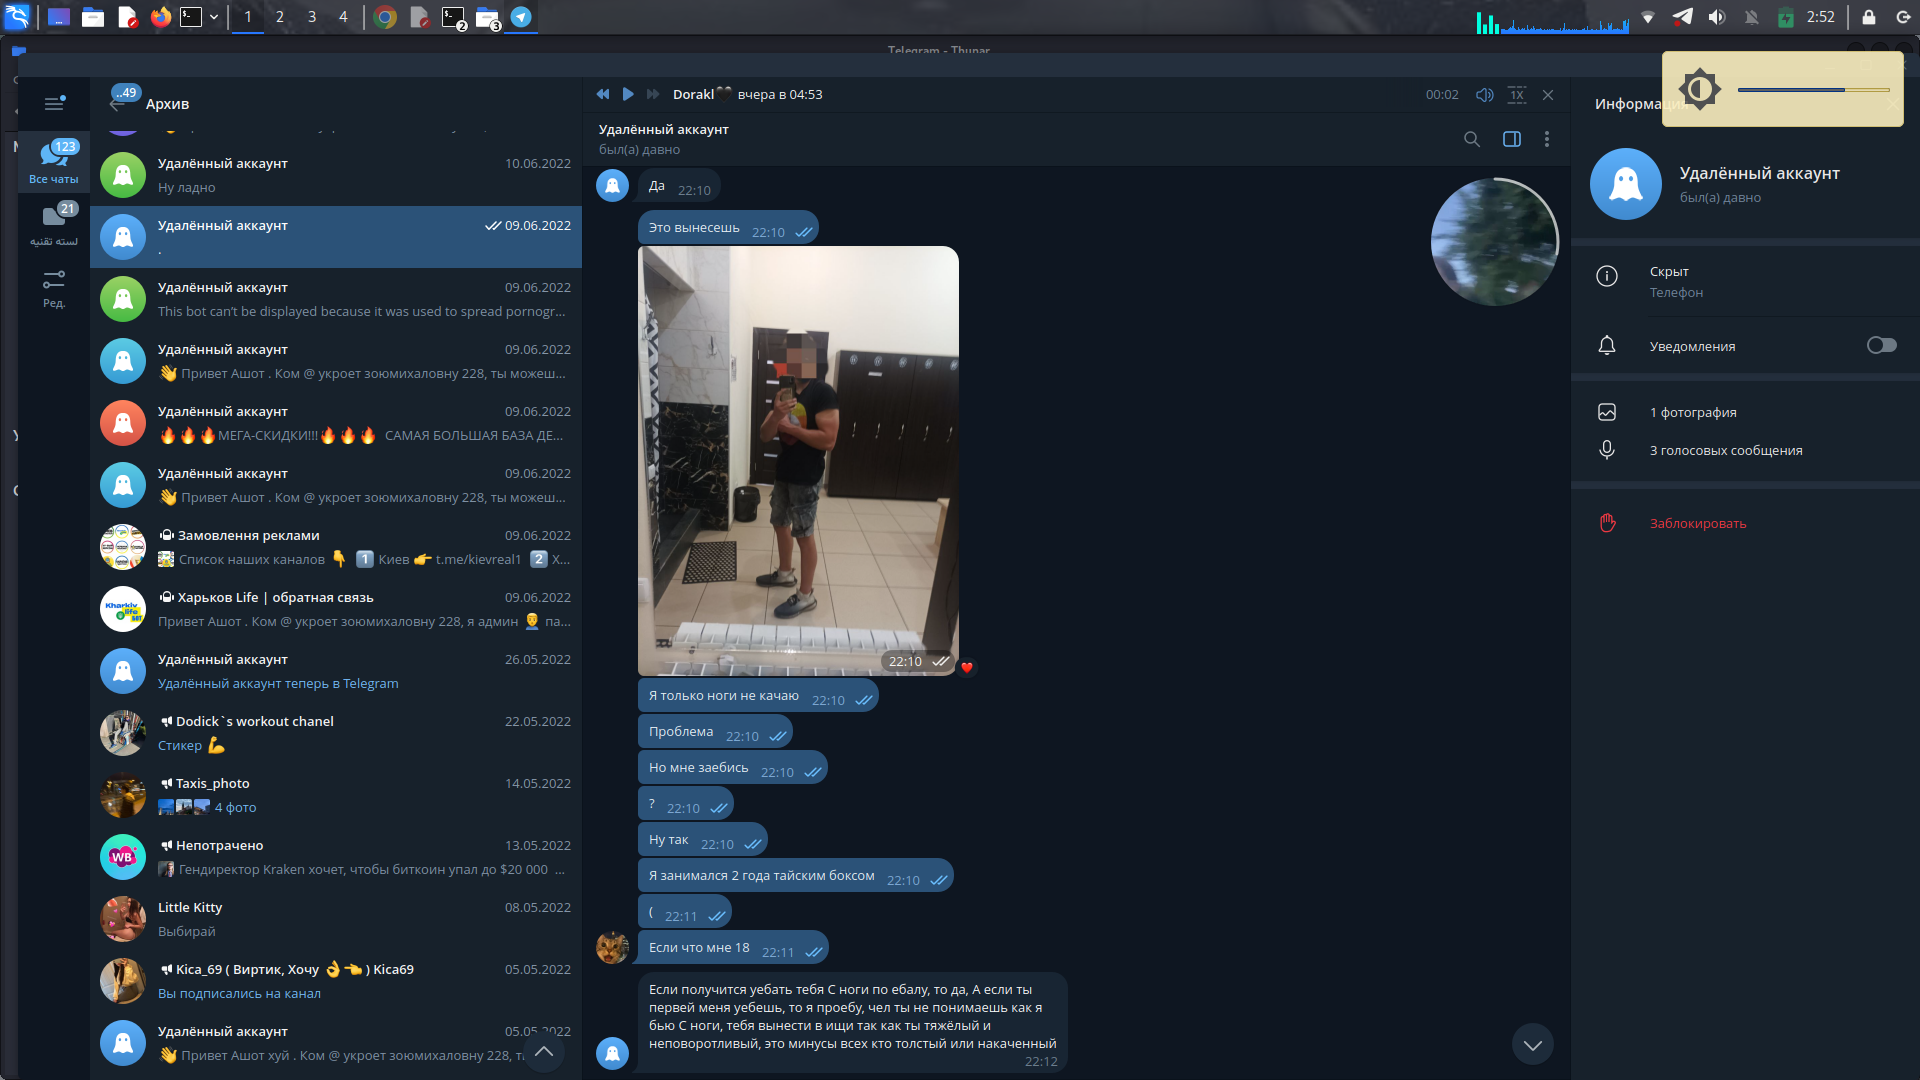 1
2
3
4
2
3
2:52
Telegram - Thunar
..49
Архив
123
Все чаты
21
لسته تقنيه
Ред.
Удалённый аккаунт
10.06.2022
Ну ладно
Удалённый аккаунт
09.06.2022
.
Удалённый аккаунт
09.06.2022
This bot can’t be displayed because it was used to spread pornogr...
Удалённый аккаунт
09.06.2022
👋 Привет Ашот . Ком @ укроет зоюмихаловну 228, ты можеш...
Удалённый аккаунт
09.06.2022
🔥🔥🔥МЕГА-СКИДКИ!!!🔥🔥🔥 САМАЯ БОЛЬШАЯ БАЗА ДЕ...
Удалённый аккаунт
09.06.2022
👋 Привет Ашот . Ком @ укроет зоюмихаловну 228, ты можеш...
Замовлення реклами
09.06.2022
Список наших каналов 👇 1️⃣ Киев 👉 t.me/kievreal1 2️⃣ Х...
Харьков Life | обратная связь
09.06.2022
Привет Ашот . Ком @ укроет зоюмихаловну 228, я админ 👨‍💼 па...
Удалённый аккаунт
26.05.2022
Удалённый аккаунт теперь в Telegram
Dodick`s workout chanel
22.05.2022
Стикер 💪
Taxis_photo
14.05.2022
4 фото
WB
Непотрачено
13.05.2022
Гендиректор Kraken хочет, чтобы биткоин упал до $20 000 ...
Little Kitty
08.05.2022
Выбирай
Kica_69 ( Виртик, Хочу 👌👈 ) Kica69
05.05.2022
Вы подписались на канал
Удалённый аккаунт
05.05.2022
👋 Привет Ашот хуй . Ком @ укроет зоюмихаловну 228, т
Dorakl🖤 вчера в 04:53
00:02
1X
Удалённый аккаунт
был(а) давно
Да 22:10
Это вынесешь 22:10
22:10
Я только ноги не качаю 22:10
Проблема 22:10
Но мне заебись 22:10
? 22:10
Ну так 22:10
Я занимался 2 года тайским боксом 22:10
( 22:11
Если что мне 18 22:11
Если получится уебать тебя С ноги по ебалу, то да, А если ты
первей меня уебешь, то я проебу, чел ты не понимаешь как я
бью С ноги, тебя вынести в ищи так как ты тяжёлый и
неповоротливый, это минусы всех кто толстый или накаченный
22:12
Информац
Удалённый аккаунт
был(а) давно
Скрыт
Телефон
Уведомления
1 фотография
3 голосовых сообщения
Заблокировать